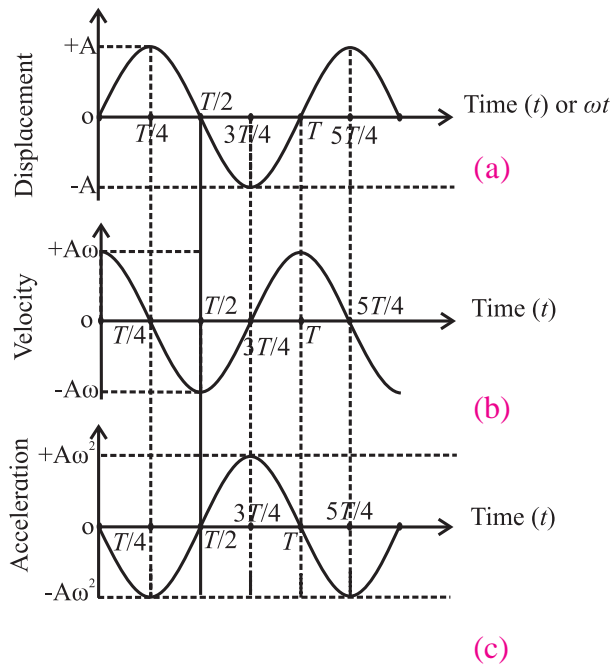 Displacement
+A
T/2
O
T/4
3T/4
T
5T/4
Time (t) or ωt
-A
(a)
Velocity
+Aω
T/2
5T/4
O
T/4
3T/4
T
Time (t)
-Aω
(b)
Acceleration
+Aω²
3T/4
5T/4
O
T/4
T/2
T
Time (t)
-Aω²
(c)